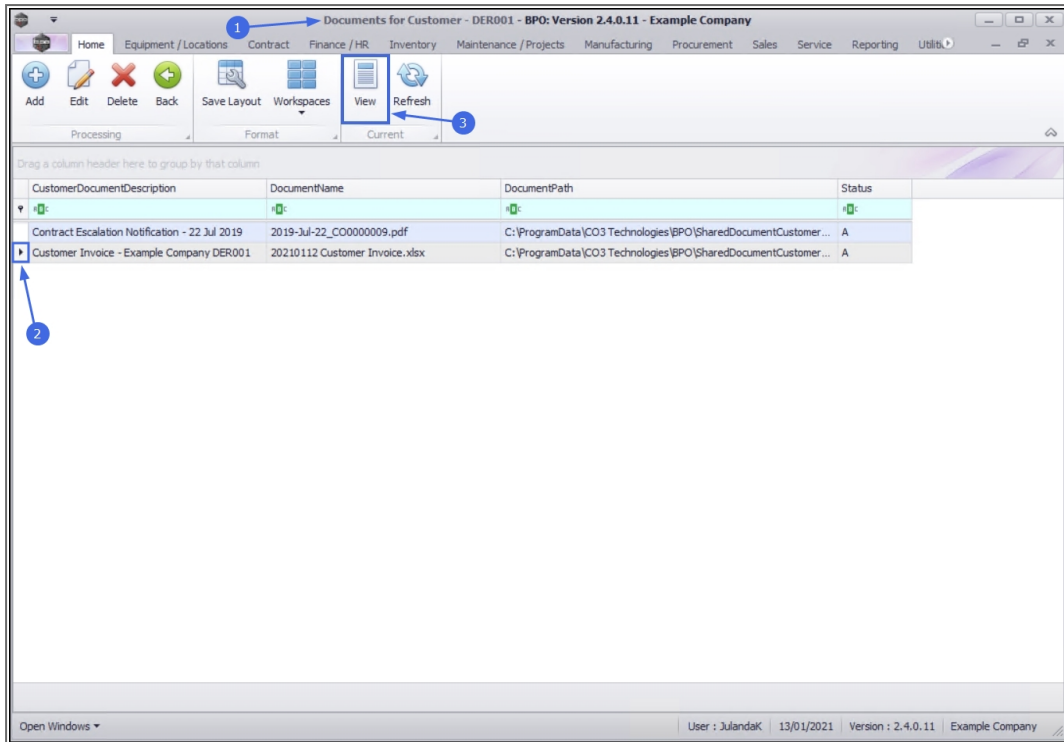 1
Documents for Customer - DER001 - BPO: Version 2.4.0.11 - Example Company
Home Equipment / Locations Contract Finance / HR Inventory Maintenance / Projects Manufacturing Procurement Sales Service Reporting
Add Edit Delete Back Save Layout Workspaces View Refresh
3
Processing Format Current
Drag a column header here to group by that column
CustomerDocumentDescription DocumentName DocumentPath Status
Contract Escalation Notification - 22 Jul 2019 2019-Jul-22_CO0000009.pdf C:\ProgramData\CO3 Technologies\BPO\SharedDocumentCustomer... A
Customer Invoice - Example Company DER001 20210112 Customer Invoice.xlsx C:\ProgramData\CO3 Technologies\BPO\SharedDocumentCustomer... A
2
Open Windows User : JulandaK 13/01/2021 Version : 2.4.0.11 Example Company